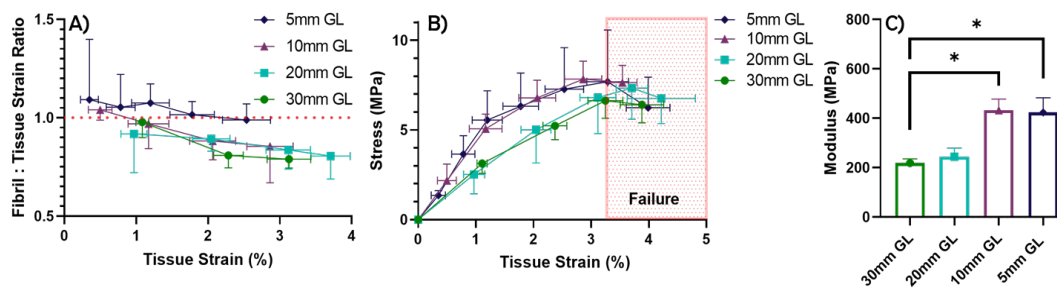 A)
5mm GL
10mm GL
20mm GL
30mm GL
Fibril : Tissue Strain Ratio
1.5
1.0
0.5
0
1
2
3
4
Tissue Strain (%)
B)
5mm GL
10mm GL
20mm GL
30mm GL
Stress (MPa)
10
5
0
Failure
0
1
2
3
4
5
Tissue Strain (%)
C)
*
*
Modulus (MPa)
800
600
400
200
0
30mm GL
20mm GL
10mm GL
5mm GL